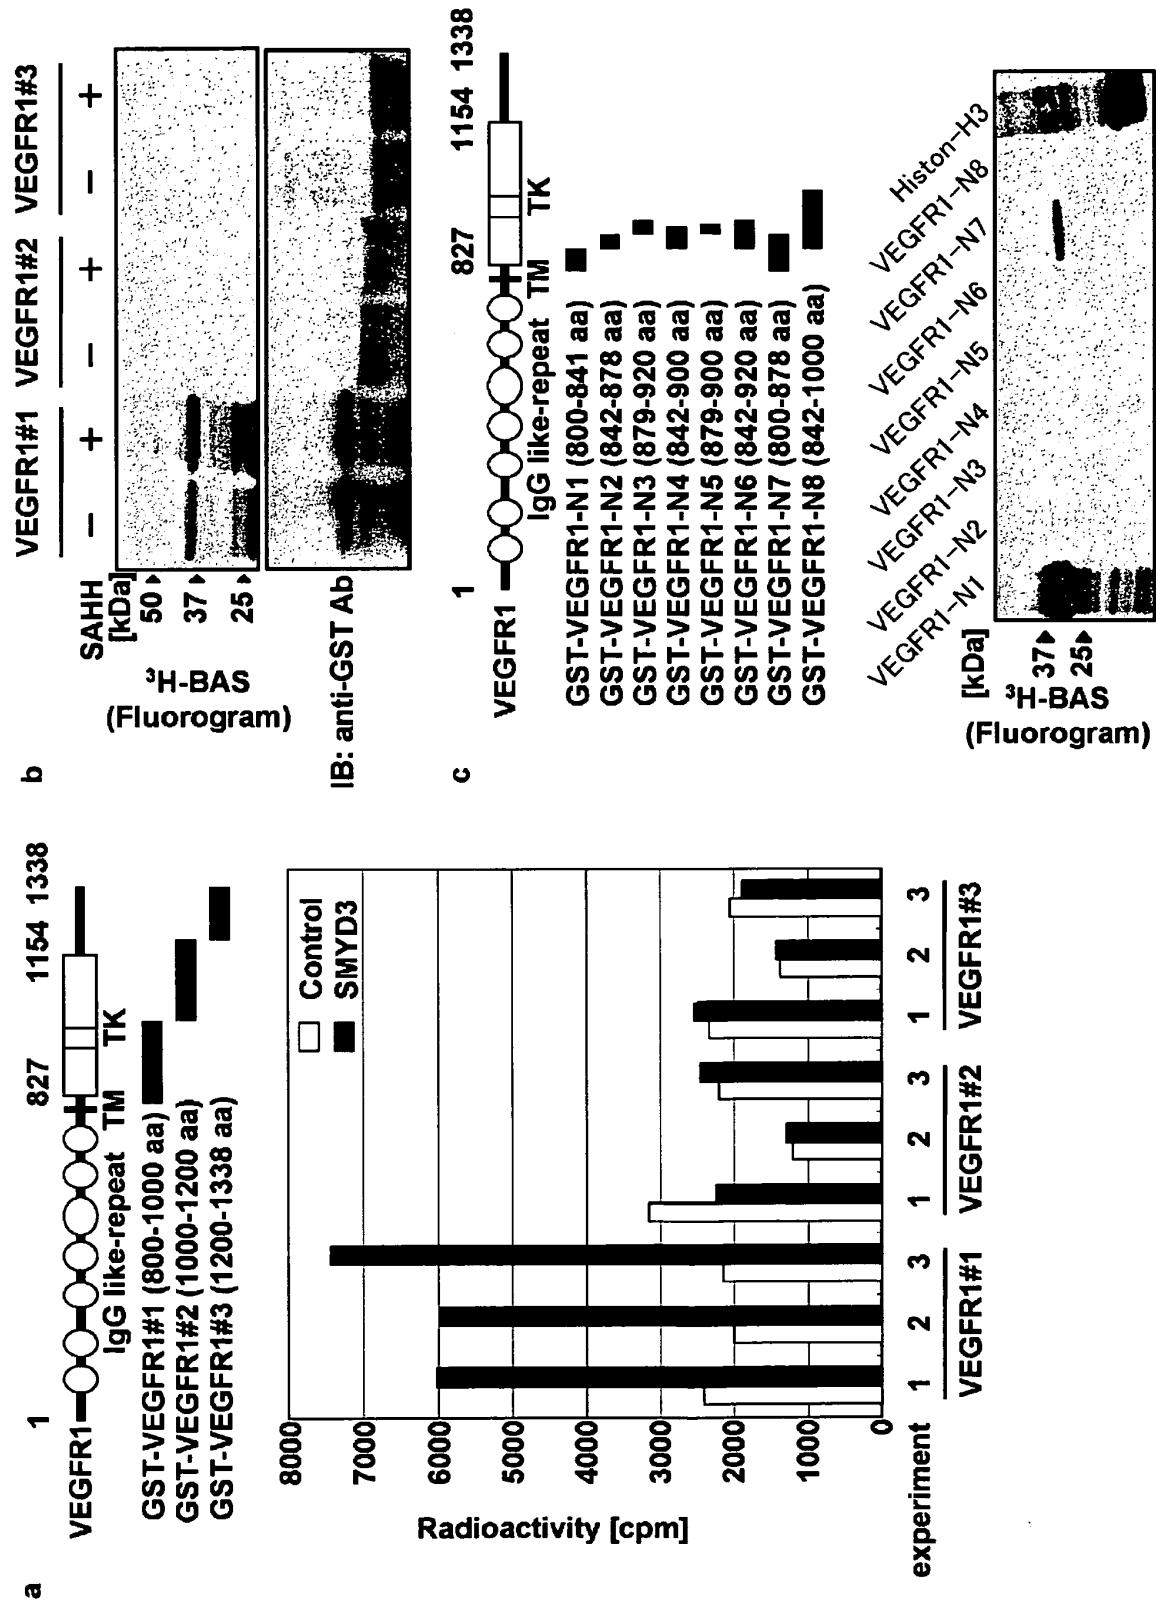 a
1 827 1154 1338
VEGFR1
IgG like-repeat TM TK
GST-VEGFR1#1 (800-1000 aa)
GST-VEGFR1#2 (1000-1200 aa)
GST-VEGFR1#3 (1200-1338 aa)
Radioactivity [cpm]
8000
7000
6000
5000
4000
3000
2000
1000
0
Control
SMYD3
experiment 1 2 3 1 2 3 1 2 3
VEGFR1#1 VEGFR1#2 VEGFR1#3
b
VEGFR1#1 VEGFR1#2 VEGFR1#3
SAHH − + − + − +
[kDa]
50
37
25
³H-BAS
(Fluorogram)
IB: anti-GST Ab
c
1 827 1154 1338
VEGFR1
IgG like-repeat TM TK
GST-VEGFR1-N1 (800-841 aa)
GST-VEGFR1-N2 (842-878 aa)
GST-VEGFR1-N3 (879-920 aa)
GST-VEGFR1-N4 (842-900 aa)
GST-VEGFR1-N5 (879-900 aa)
GST-VEGFR1-N6 (842-920 aa)
GST-VEGFR1-N7 (800-878 aa)
GST-VEGFR1-N8 (842-1000 aa)
VEGFR1-N1
VEGFR1-N2
VEGFR1-N3
VEGFR1-N4
VEGFR1-N5
VEGFR1-N6
VEGFR1-N7
VEGFR1-N8
Histon-H3
[kDa]
37
25
³H-BAS
(Fluorogram)